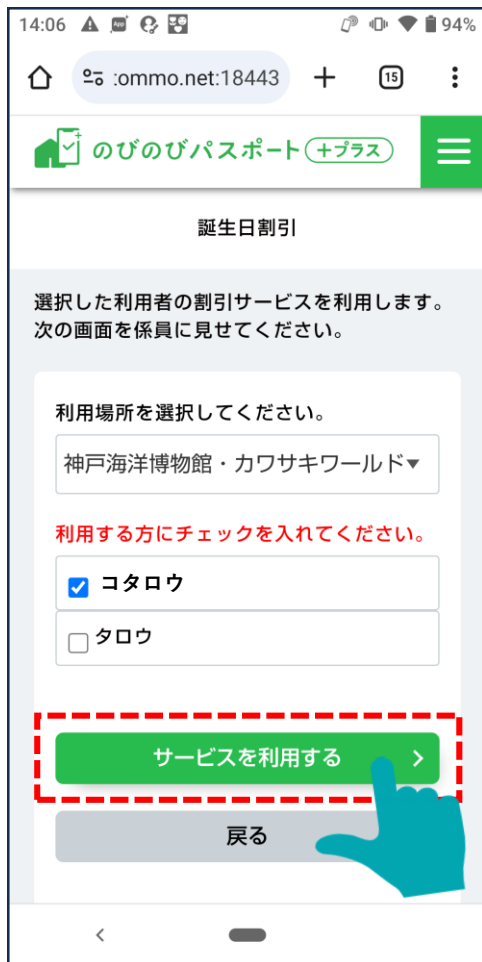 14:06
94%
:ommo.net:18443
15
のびのびパスポート +プラス
誕生日割引
選択した利用者の割引サービスを利用します。
次の画面を係員に見せてください。
利用場所を選択してください。
神戸海洋博物館・カワサキワールド▼
利用する方にチェックを入れてください。
コタロウ
タロウ
サービスを利用する
戻る